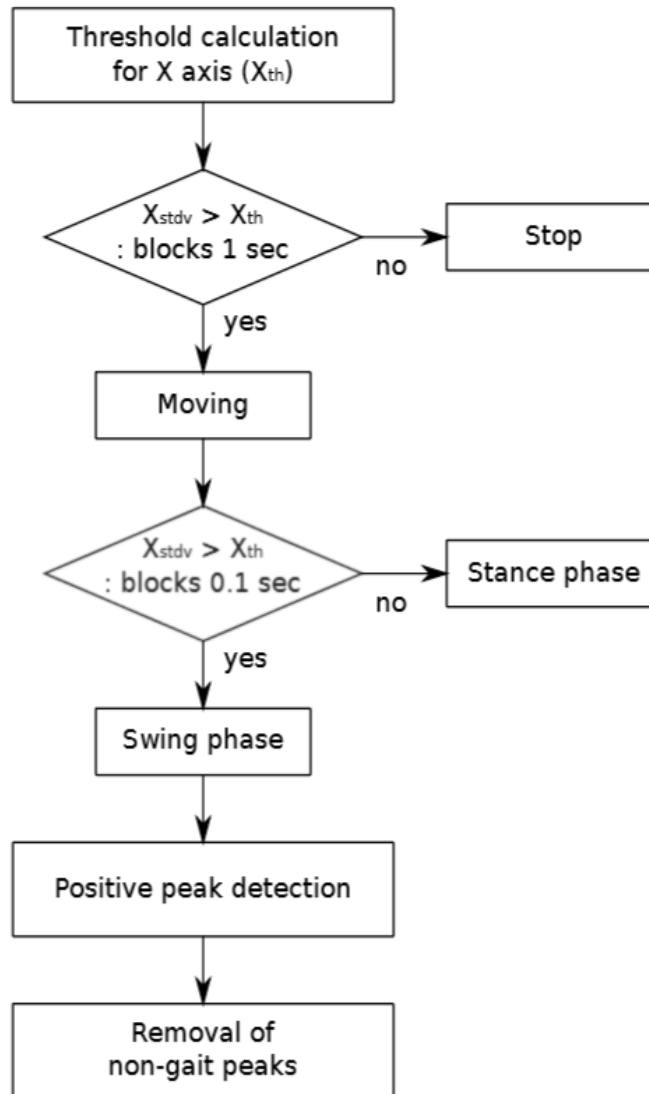 Threshold calculation
for X axis (Xth)
Xstdv > Xth
: blocks 1 sec
Stop
no
yes
Moving
Xstdv > Xth
: blocks 0.1 sec
Stance phase
no
yes
Swing phase
Positive peak detection
Removal of
non-gait peaks